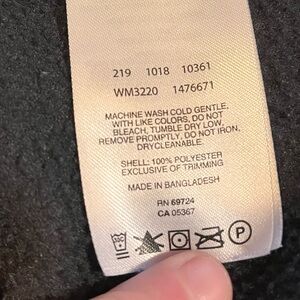 219 1018 10361
WM3220 1476671
MACHINE WASH COLD GENTLE,
WITH LIKE COLORS, DO NOT
BLEACH, TUMBLE DRY LOW,
REMOVE PROMPTLY, DO NOT IRON,
DRYCLEANABLE.
SHELL: 100% POLYESTER
EXCLUSIVE OF TRIMMING
MADE IN BANGLADESH
RN 69724
CA 05367
P